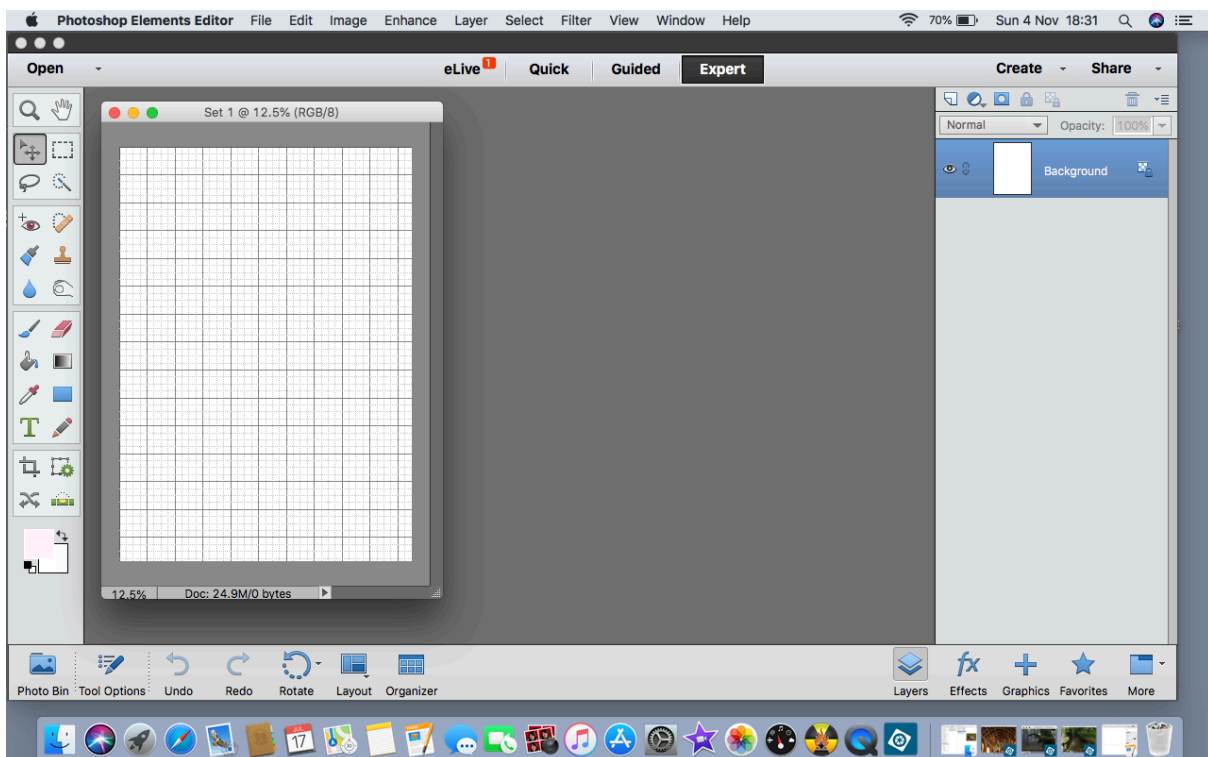 Photoshop Elements Editor File Edit Image Enhance Layer Select Filter View Window Help 70% Sun 4 Nov 18:31
Open eLive 1 Quick Guided Expert Create Share
Set 1 @ 12.5% (RGB/8)
Normal Opacity: 100%
Background
T
12.5% Doc: 24.9M/0 bytes
fx
Photo Bin Tool Options Undo Redo Rotate Layout Organizer Layers Effects Graphics Favorites More
JUL
17